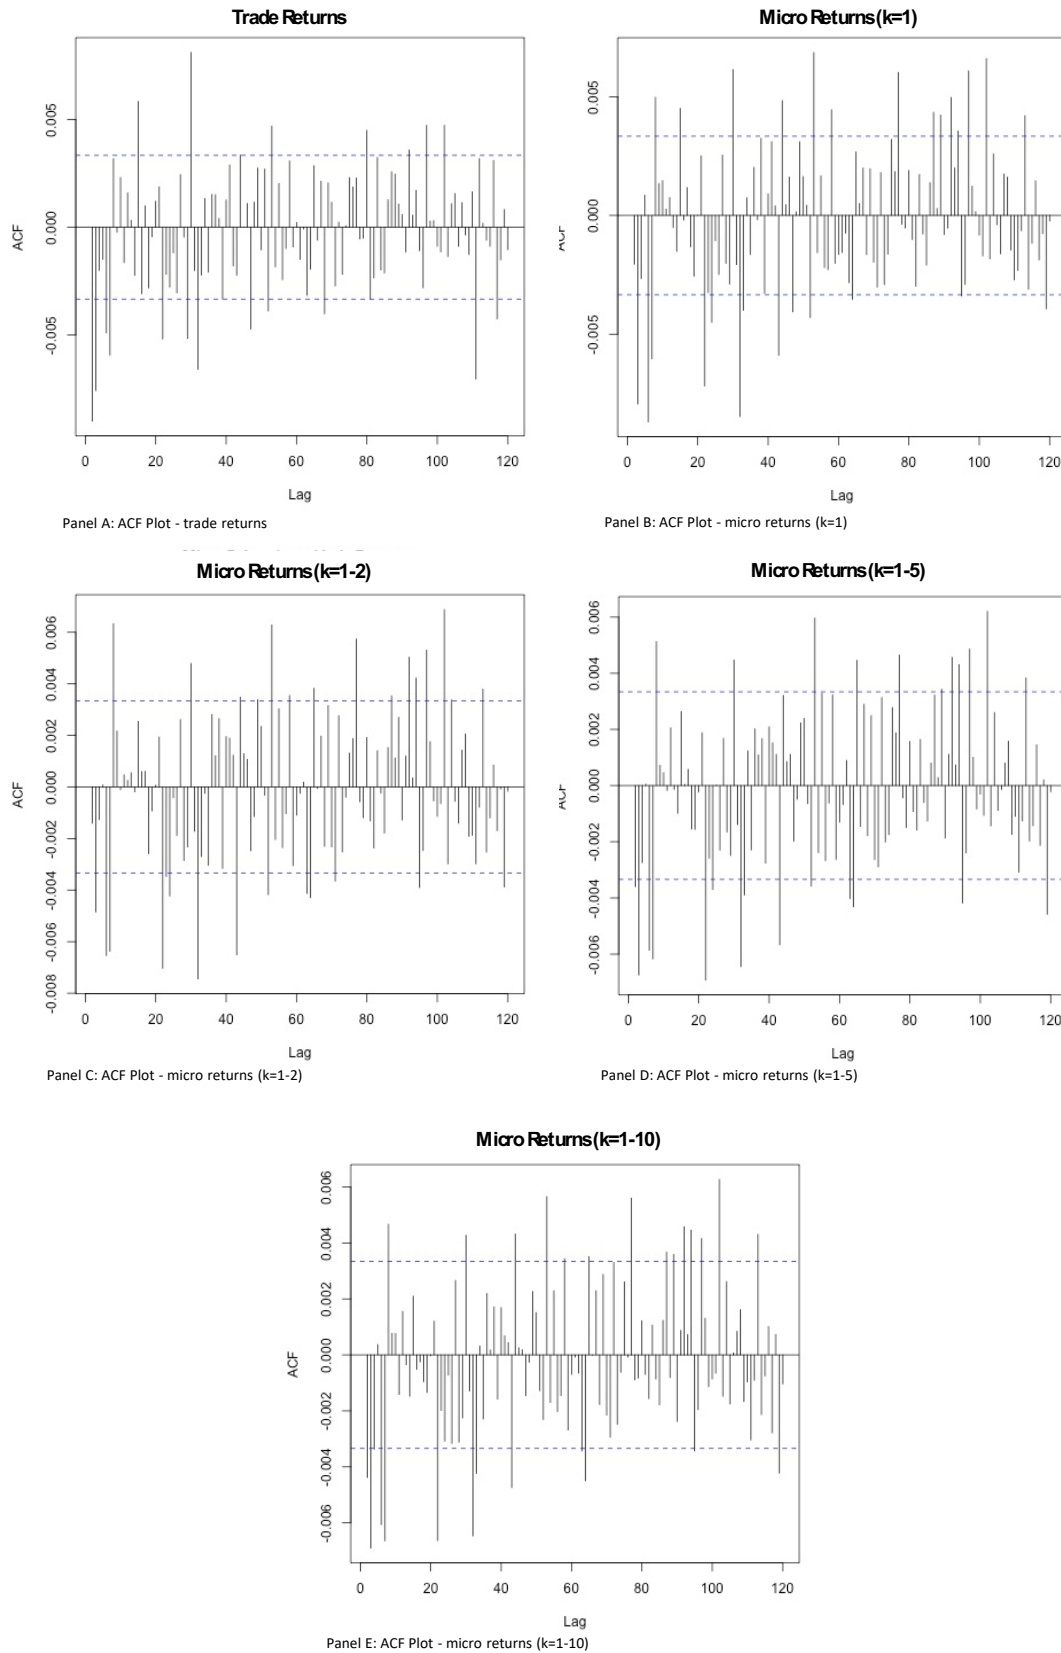 Trade Returns
0.005
0.000
-0.005
ACF
0 20 40 60 80 100 120
Lag
Panel A: ACF Plot - trade returns
Micro Returns(k=1)
0.005
0.000
-0.005
0 20 40 60 80 100 120
Lag
Panel B: ACF Plot - micro returns (k=1)
Micro Returns(k=1-2)
0.006
0.004
0.002
0.000
-0.002
-0.004
-0.006
-0.008
ACF
0 20 40 60 80 100 120
Lag
Panel C: ACF Plot - micro returns (k=1-2)
Micro Returns(k=1-5)
0.006
0.004
0.002
0.000
-0.002
-0.004
-0.006
0 20 40 60 80 100 120
Lag
Panel D: ACF Plot - micro returns (k=1-5)
Micro Returns(k=1-10)
0.006
0.004
0.002
0.000
-0.002
-0.004
-0.006
ACF
0 20 40 60 80 100 120
Lag
Panel E: ACF Plot - micro returns (k=1-10)